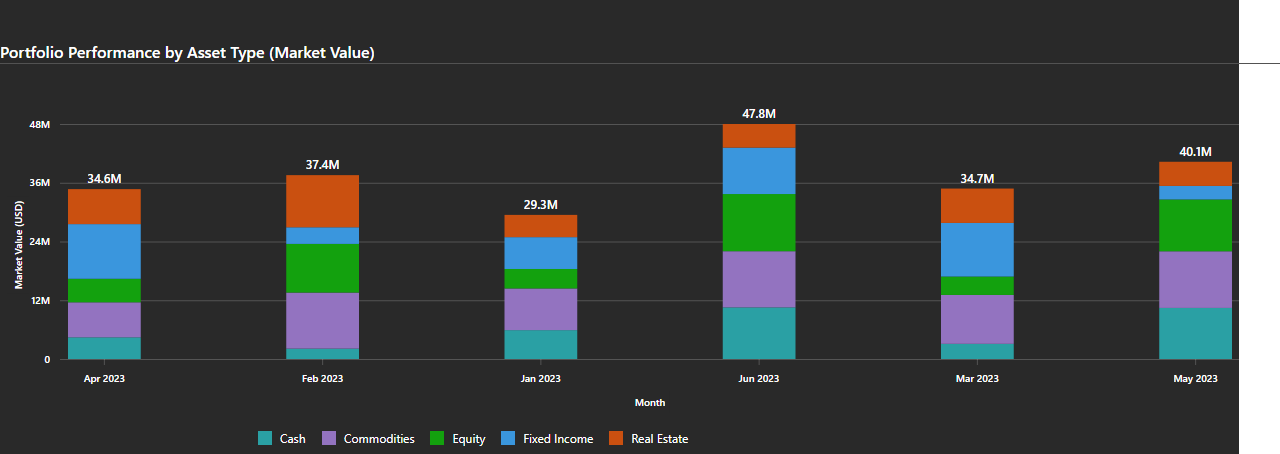 Portfolio Performance by Asset Type (Market Value)
47.8M
48M
40.1M
37.4M
34.6M
34.7M
36M
29.3M
24M
Market Value (USD)
12M
0
Apr 2023 Feb 2023 Jan 2023 Jun 2023 Mar 2023 May 2023
Month
Cash Commodities Equity Fixed Income Real Estate